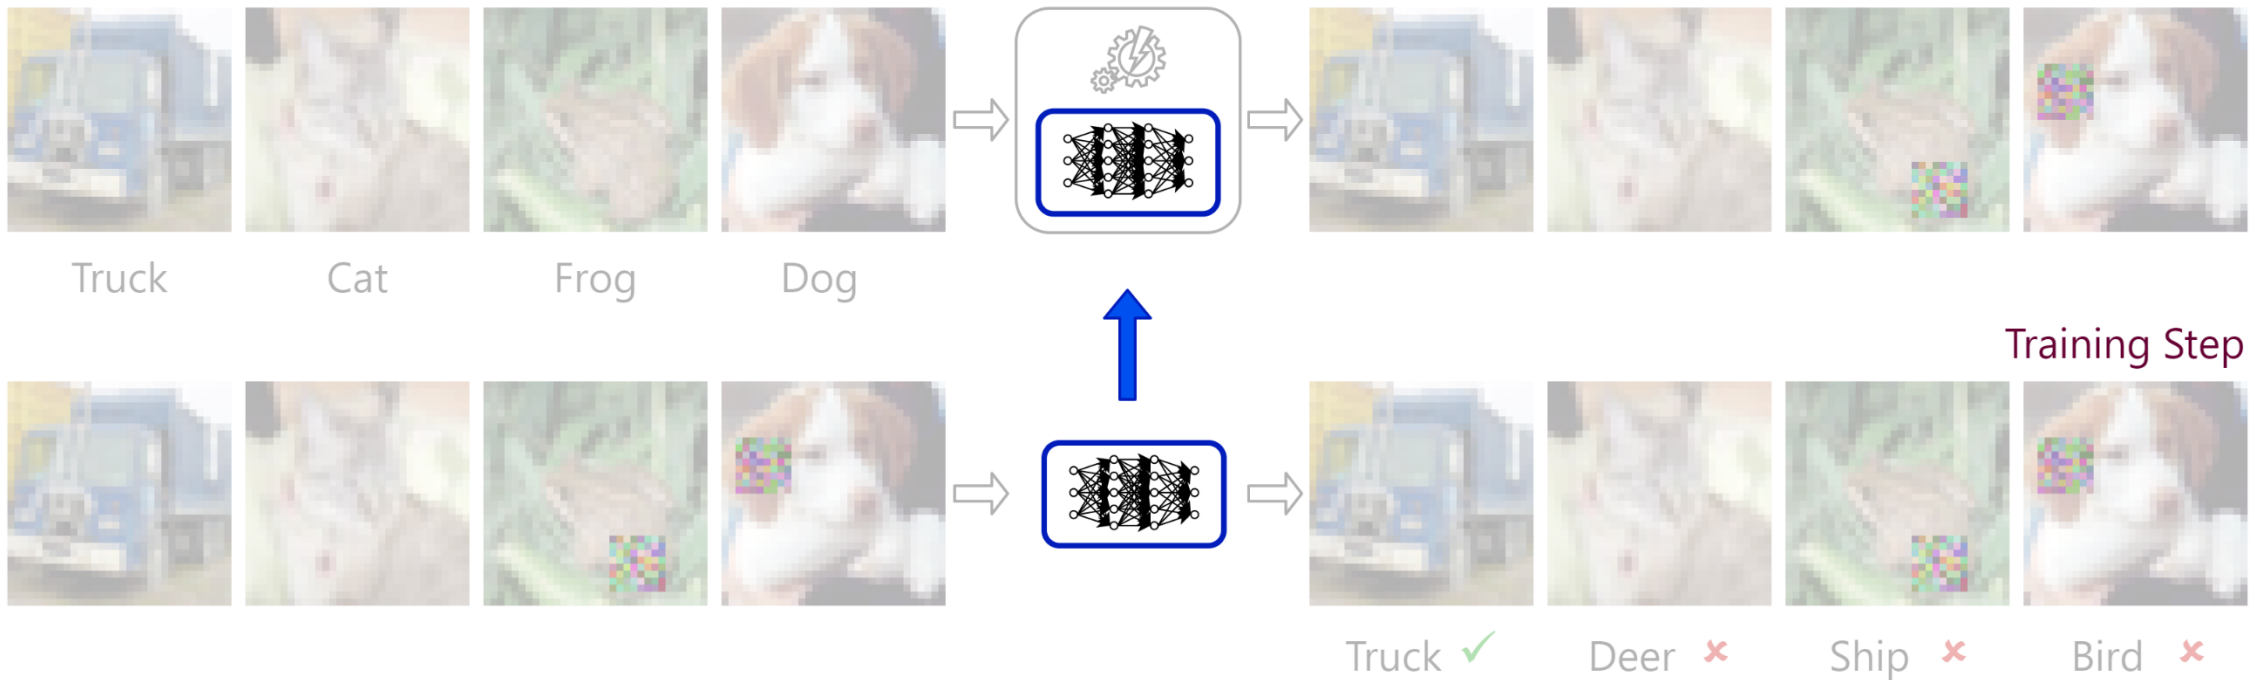 Truck Cat Frog Dog
Training Step
Truck ✓ Deer ✘ Ship ✘ Bird ✘